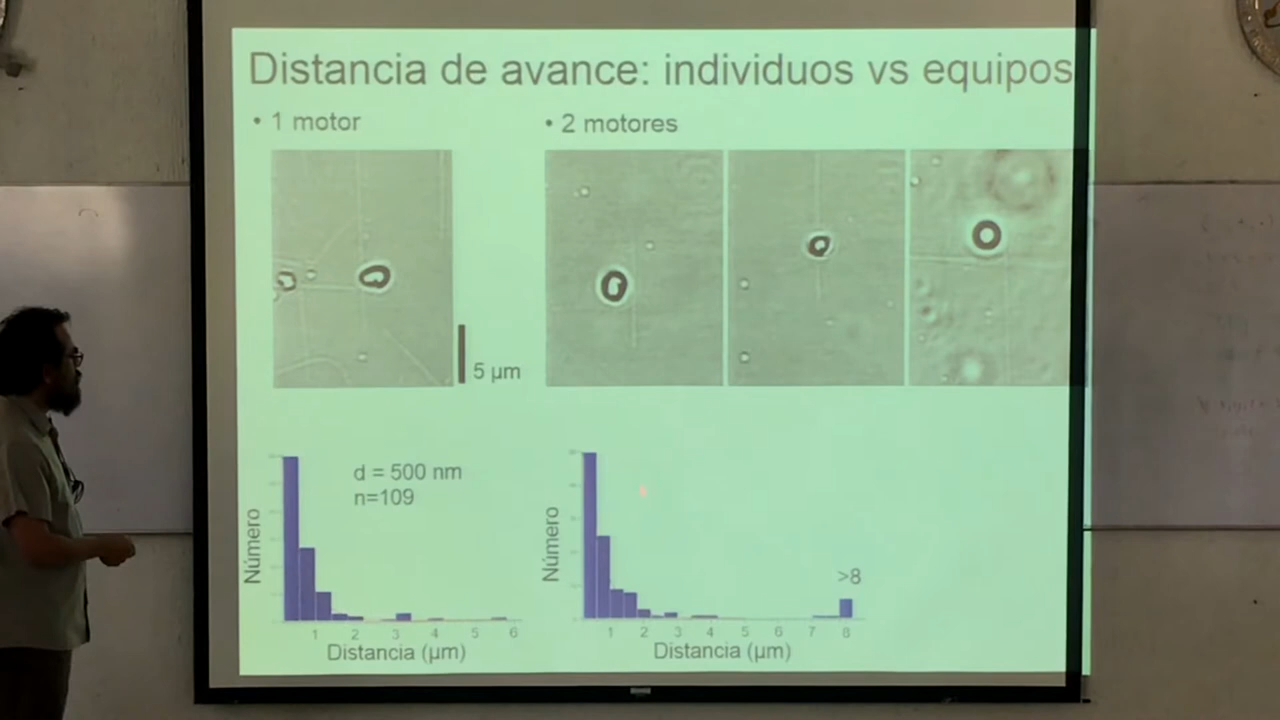 Distancia de avance: individuos vs equipos
• 1 motor
• 2 motores
5 µm
d = 500 nm
n=109
Número
1 2 3 4 5 6
Distancia (µm)
Número
>8
1 2 3 4 5 6 7 8
Distancia (µm)